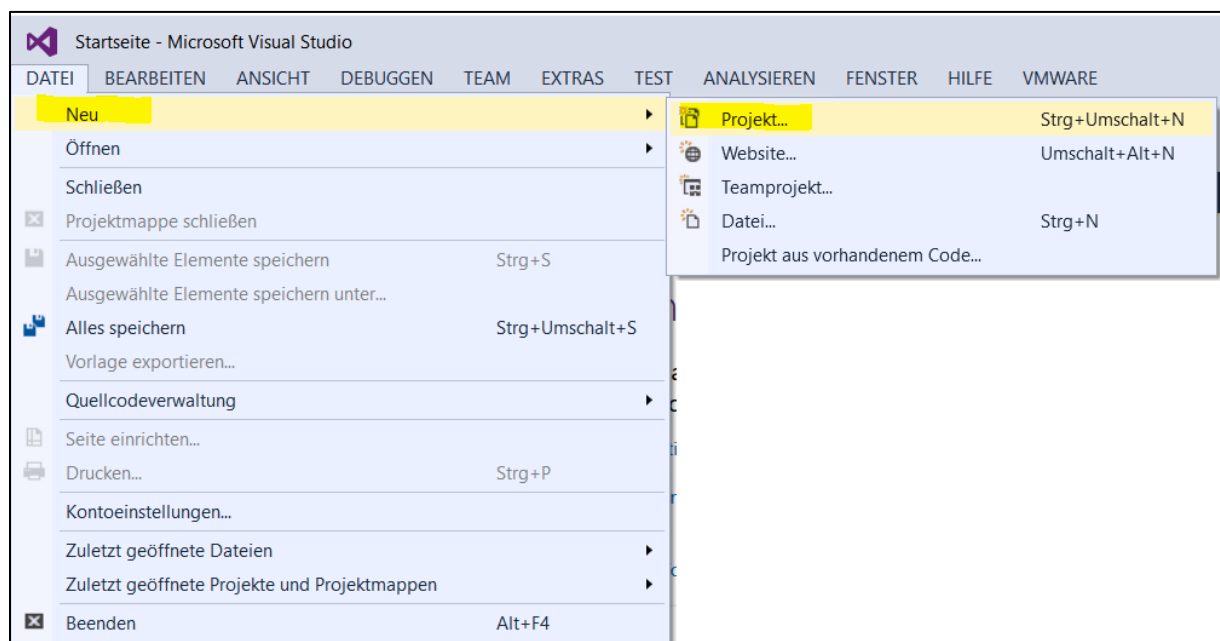 Startseite - Microsoft Visual Studio
DATEI BEARBEITEN ANSICHT DEBUGGEN TEAM EXTRAS TEST ANALYSIEREN FENSTER HILFE VMWARE
Neu
Öffnen
Schließen
Projektmappe schließen
Ausgewählte Elemente speichern Strg+S
Ausgewählte Elemente speichern unter...
Alles speichern Strg+Umschalt+S
Vorlage exportieren...
Quellcodeverwaltung
Seite einrichten...
Drucken... Strg+P
Kontoeinstellungen...
Zuletzt geöffnete Dateien
Zuletzt geöffnete Projekte und Projektmappen
Beenden Alt+F4
Projekt... Strg+Umschalt+N
Website... Umschalt+Alt+N
Teamprojekt...
Datei... Strg+N
Projekt aus vorhandenem Code...